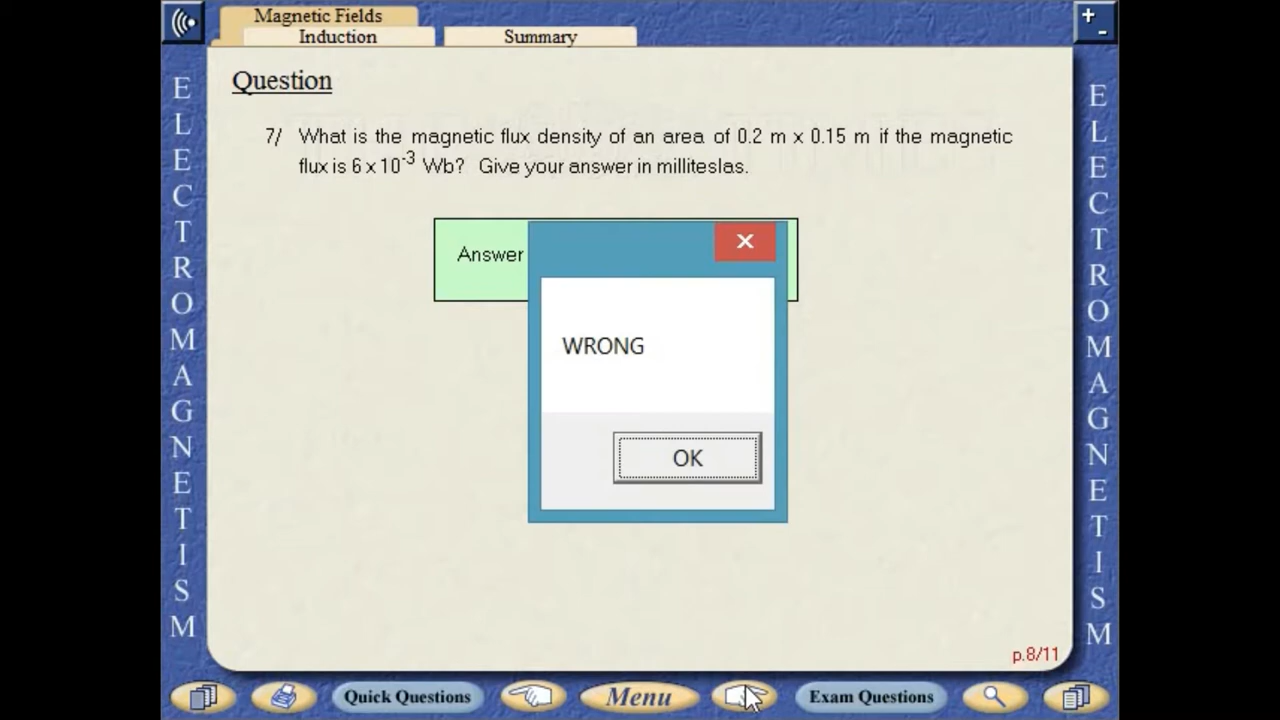 Magnetic Fields
Induction
Summary
+
-
ELECTROMAGNETISM
ELECTROMAGNETISM
Question
7/ What is the magnetic flux density of an area of 0.2 m x 0.15 m if the magnetic
flux is 6 x 10⁻³ Wb? Give your answer in milliteslas.
Answer
WRONG
OK
p.8/11
Quick Questions
Menu
Exam Questions